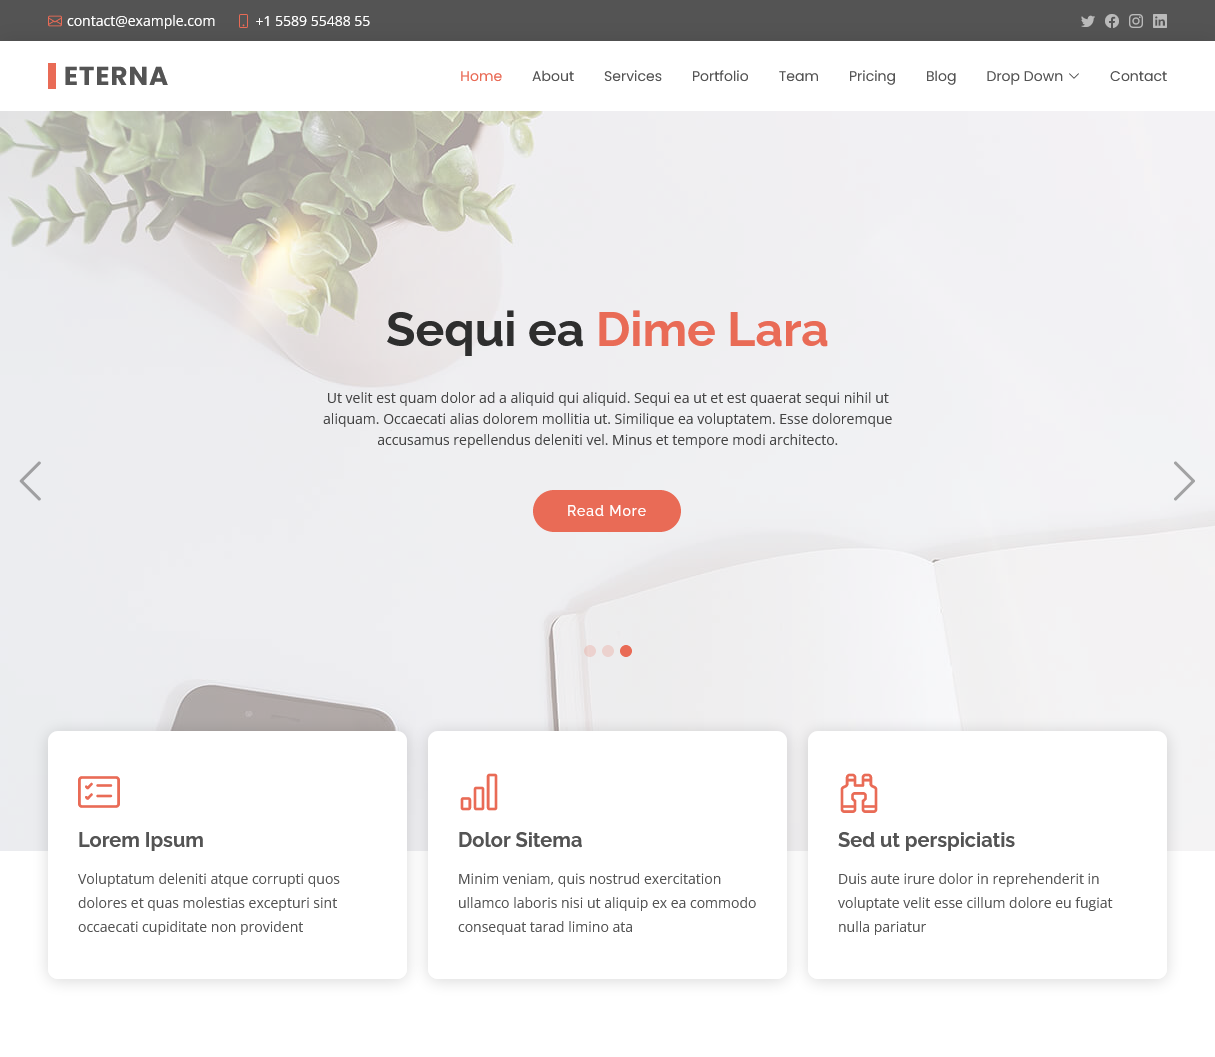 contact@example.com +1 5589 55488 55
ETERNA
Home About Services Portfolio Team Pricing Blog Drop Down Contact
Sequi ea Dime Lara
Ut velit est quam dolor ad a aliquid qui aliquid. Sequi ea ut et est quaerat sequi nihil ut
aliquam. Occaecati alias dolorem mollitia ut. Similique ea voluptatem. Esse doloremque
accusamus repellendus deleniti vel. Minus et tempore modi architecto.
Read More
Lorem Ipsum
Voluptatum deleniti atque corrupti quos
dolores et quas molestias excepturi sint
occaecati cupiditate non provident
Dolor Sitema
Minim veniam, quis nostrud exercitation
ullamco laboris nisi ut aliquip ex ea commodo
consequat tarad limino ata
Sed ut perspiciatis
Duis aute irure dolor in reprehenderit in
voluptate velit esse cillum dolore eu fugiat
nulla pariatur